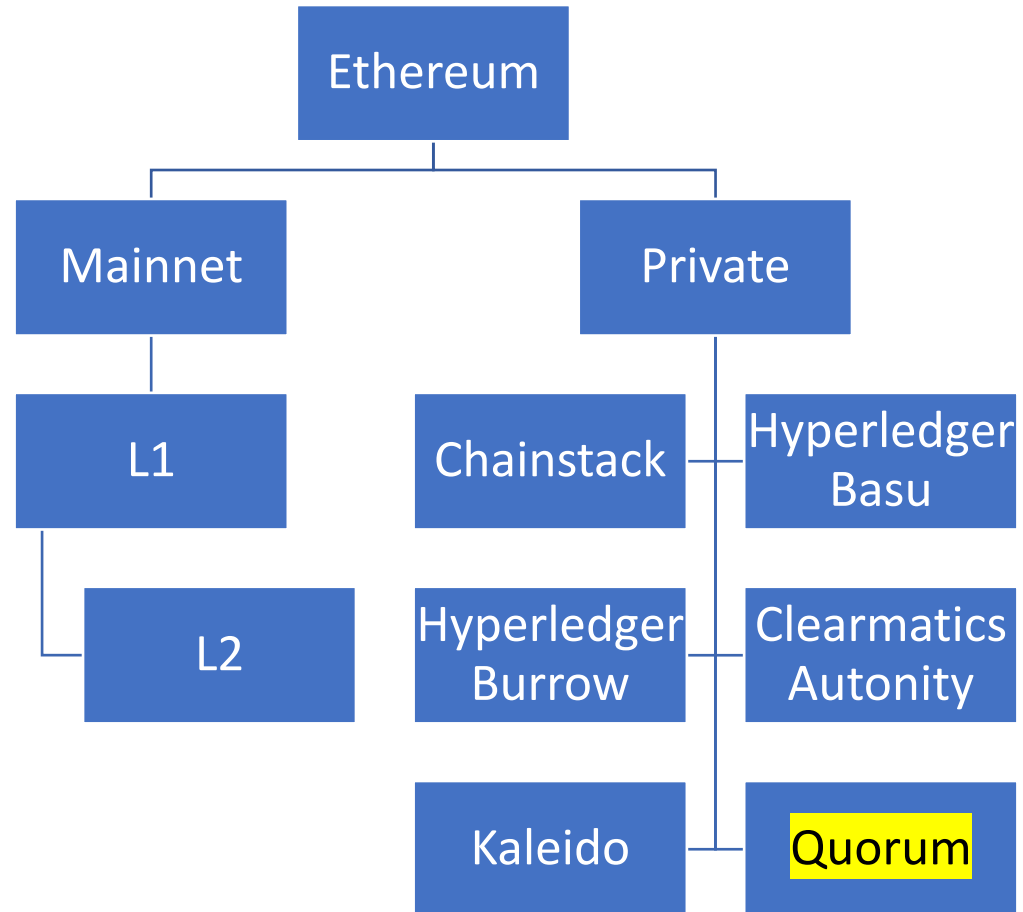 Ethereum
Mainnet
Private
L1
Chainstack
Hyperledger
Basu
L2
Hyperledger
Burrow
Clearmatics
Autonity
Kaleido
Quorum